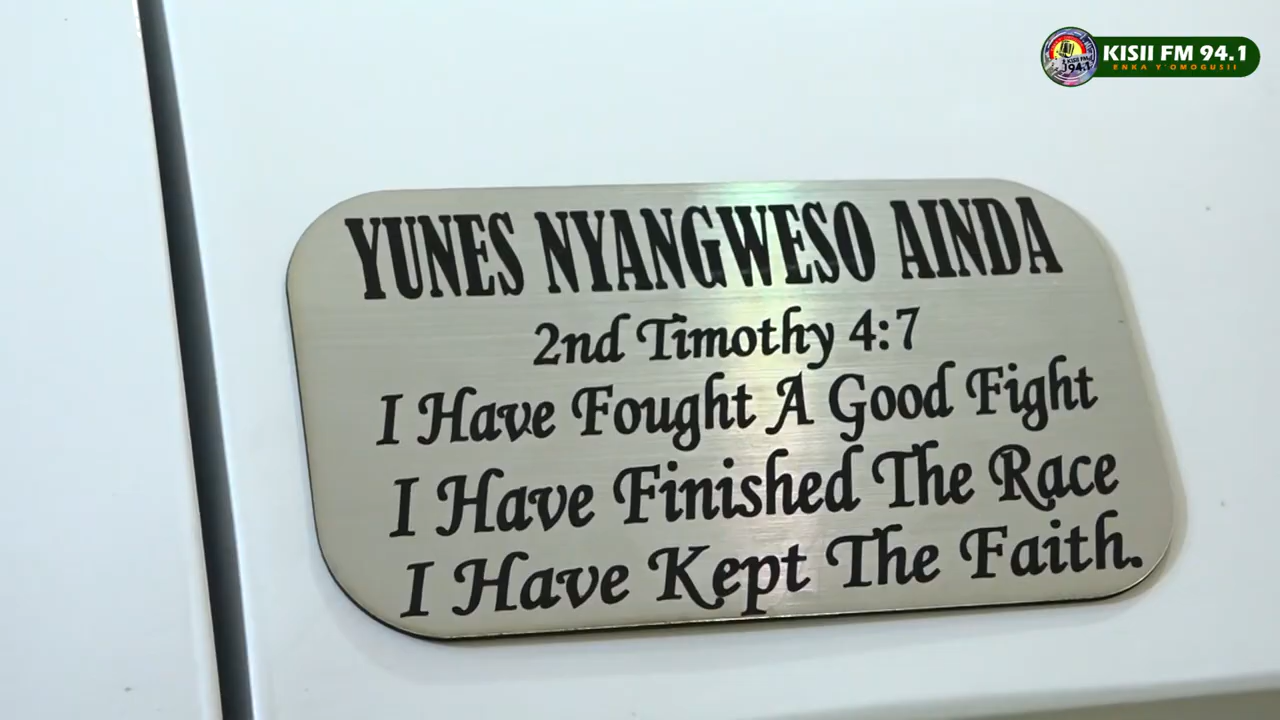 KISII FM 94.1
ENKA Y'OMOGUSII
YUNES NYANGWESO AINDA
2nd Timothy 4:7
I Have Fought A Good Fight
I Have Finished The Race
I Have Kept The Faith.